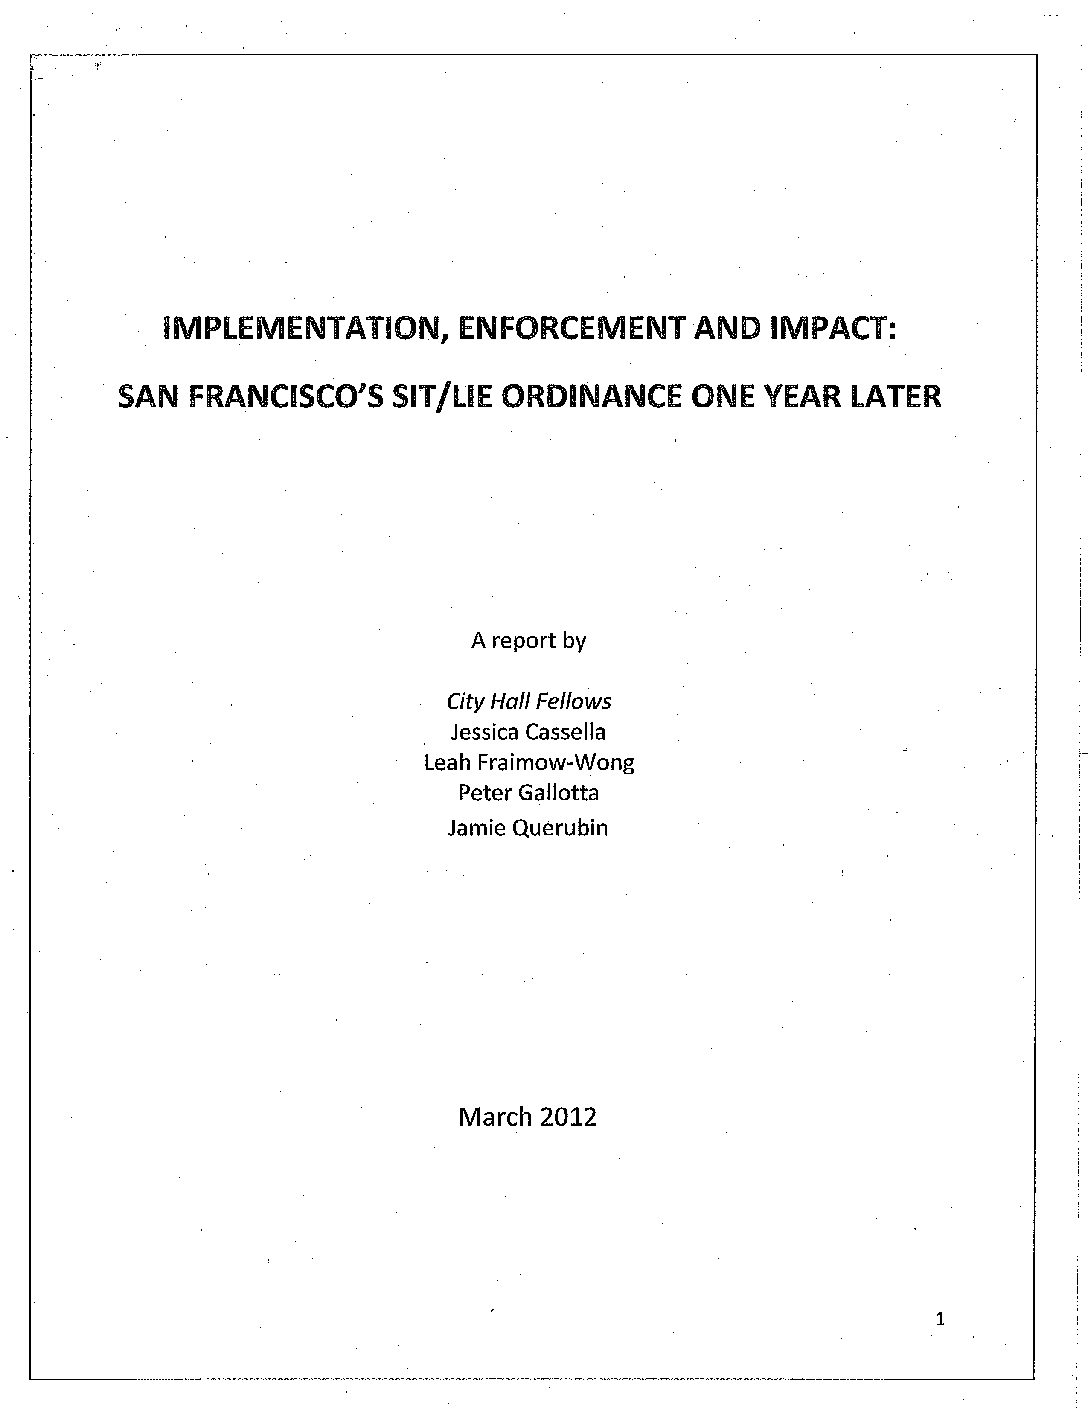 IMPLEMENTATION, ENFORCEMENT AND IMPACT:
SAN FRANCISCO'S SIT/LIE ORDINANCE ONE YEAR LATER
A report by
City Hall Fellows
Jessica Cassella
Leah Fraimow-Wong
Peter Gallotta
Jamie Querubin
March 2012
1